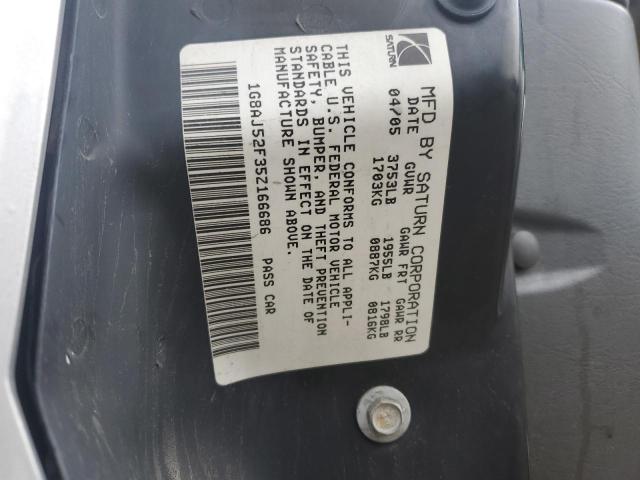 SATURN
MFD BY SATURN CORPORATION
DATE GVWR GAWR FRT GAWR RR
04/05 3753LB 1955LB 1798LB
1703KG 0887KG 0816KG
THIS VEHICLE CONFORMS TO ALL APPLI-
CABLE U.S. FEDERAL MOTOR VEHICLE
SAFETY, BUMPER, AND THEFT PREVENTION
STANDARDS IN EFFECT ON THE DATE OF
MANUFACTURE SHOWN ABOVE.
1G8AJ52F35Z166686 PASS CAR